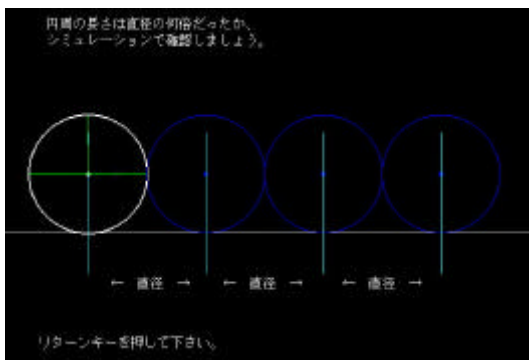 円周の長さは直径の何倍だったか、
シミュレーションで確認しましょう。
← 直径 → ← 直径 → ← 直径 →
リターンキーを押して下さい。